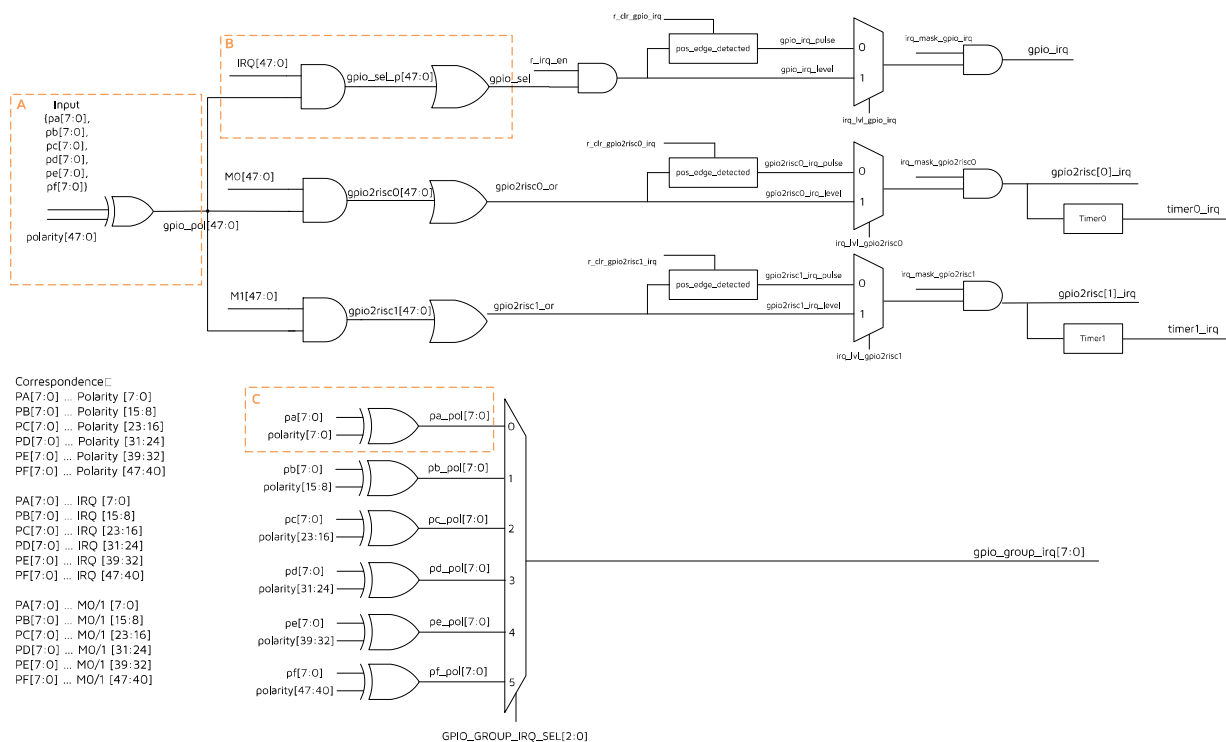 A
Input
{pa[7:0],
pb[7:0],
pc[7:0],
pd[7:0],
pe[7:0],
pf[7:0]}
polarity[47:0]
gpio_pol[47:0]
B
IRQ[47:0]
gpio_sel_p[47:0]
gpio_sel
r_irq_en
r_clr_gpio_irq
pos_edge_detected
gpio_irq_pulse
gpio_irq_level
0
1
irq_lvl_gpio_irq
irq_mask_gpio_irq
gpio_irq
M0[47:0]
gpio2risc0[47:0]
gpio2risc0_or
r_clr_gpio2risc0_irq
pos_edge_detected
gpio2risc0_irq_pulse
gpio2risc0_irq_level
0
1
irq_lvl_gpio2risc0
irq_mask_gpio2risc0
gpio2risc[0]_irq
Timer0
timer0_irq
M1[47:0]
gpio2risc1[47:0]
gpio2risc1_or
r_clr_gpio2risc1_irq
pos_edge_detected
gpio2risc1_irq_pulse
gpio2risc1_irq_level
0
1
irq_lvl_gpio2risc1
irq_mask_gpio2risc1
gpio2risc[1]_irq
Timer1
timer1_irq
Correspondence
PA[7:0] ... Polarity [7:0]
PB[7:0] ... Polarity [15:8]
PC[7:0] ... Polarity [23:16]
PD[7:0] ... Polarity [31:24]
PE[7:0] ... Polarity [39:32]
PF[7:0] ... Polarity [47:40]
PA[7:0] ... IRQ [7:0]
PB[7:0] ... IRQ [15:8]
PC[7:0] ... IRQ [23:16]
PD[7:0] ... IRQ [31:24]
PE[7:0] ... IRQ [39:32]
PF[7:0] ... IRQ [47:40]
PA[7:0] ... M0/1 [7:0]
PB[7:0] ... M0/1 [15:8]
PC[7:0] ... M0/1 [23:16]
PD[7:0] ... M0/1 [31:24]
PE[7:0] ... M0/1 [39:32]
PF[7:0] ... M0/1 [47:40]
C
pa[7:0]
polarity[7:0]
pa_pol[7:0]
0
pb[7:0]
polarity[15:8]
pb_pol[7:0]
1
pc[7:0]
polarity[23:16]
pc_pol[7:0]
2
pd[7:0]
polarity[31:24]
pd_pol[7:0]
3
pe[7:0]
polarity[39:32]
pe_pol[7:0]
4
pf[7:0]
polarity[47:40]
pf_pol[7:0]
5
gpio_group_irq[7:0]
GPIO_GROUP_IRQ_SEL[2:0]